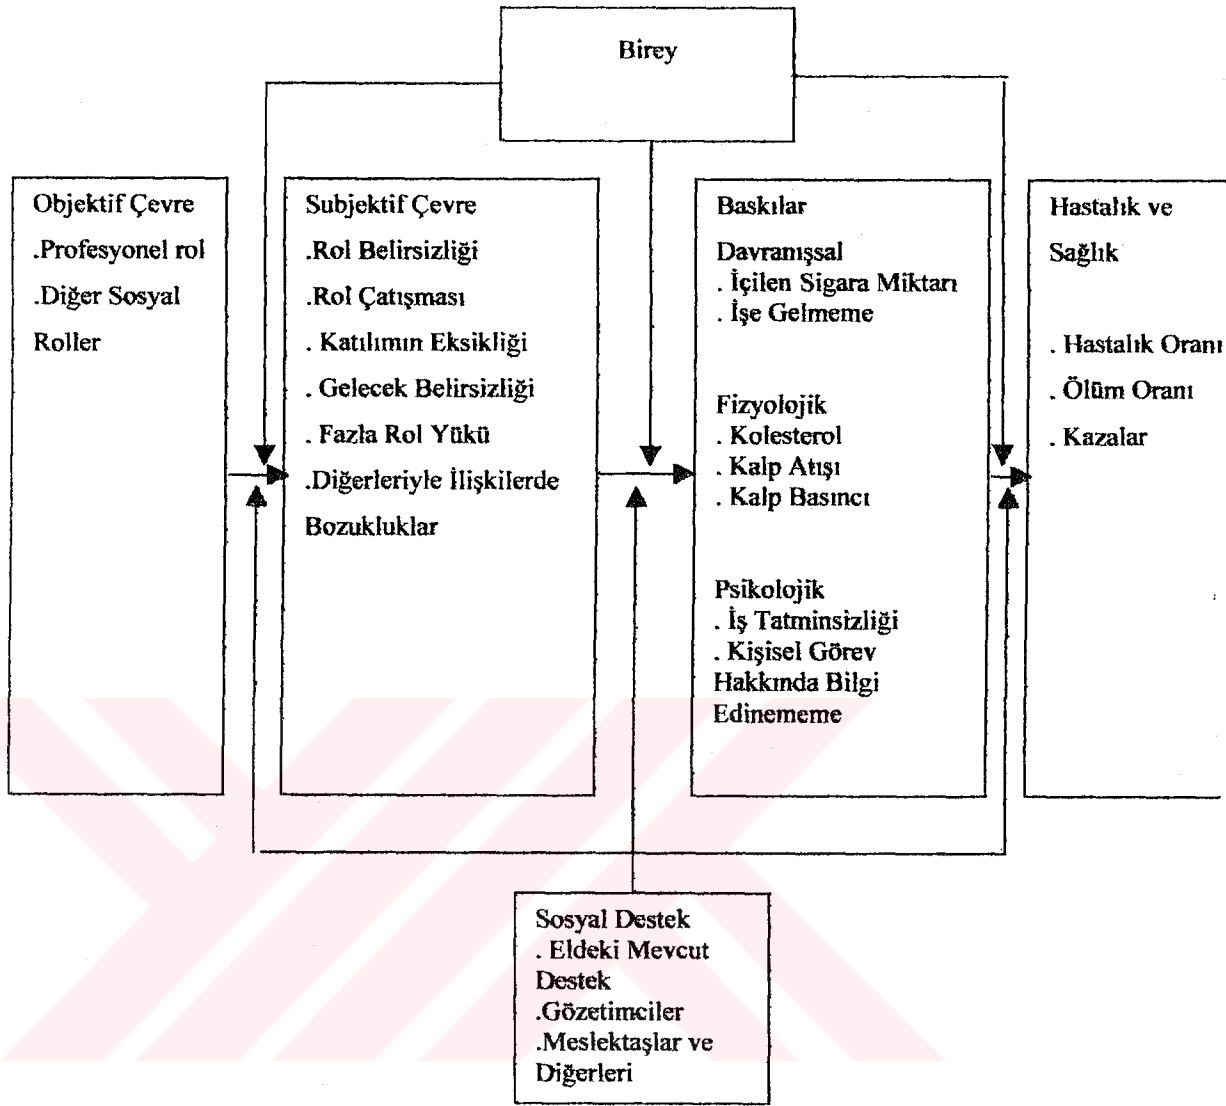 Birey
Objektif Çevre
.Profesyonel rol
.Diğer Sosyal
Roller
Subjektif Çevre
.Rol Belirsizliği
.Rol Çatışması
. Katılımın Eksikliği
. Gelecek Belirsizliği
. Fazla Rol Yükü
.Diğerleriyle İlişkilerde
Bozukluklar
Baskılar
Davranışsal
. İçilen Sigara Miktarı
. İşe Gelmeme
Fizyolojik
. Kolesterol
. Kalp Atışı
. Kalp Basıncı
Psikolojik
. İş Tatminsizliği
. Kişisel Görev
Hakkında Bilgi
Edinememe
Hastalık ve
Sağlık
. Hastalık Oranı
. Ölüm Oranı
. Kazalar
Sosyal Destek
. Eldeki Mevcut
Destek
.Gözetimciler
.Meslektaşlar ve
Diğerleri